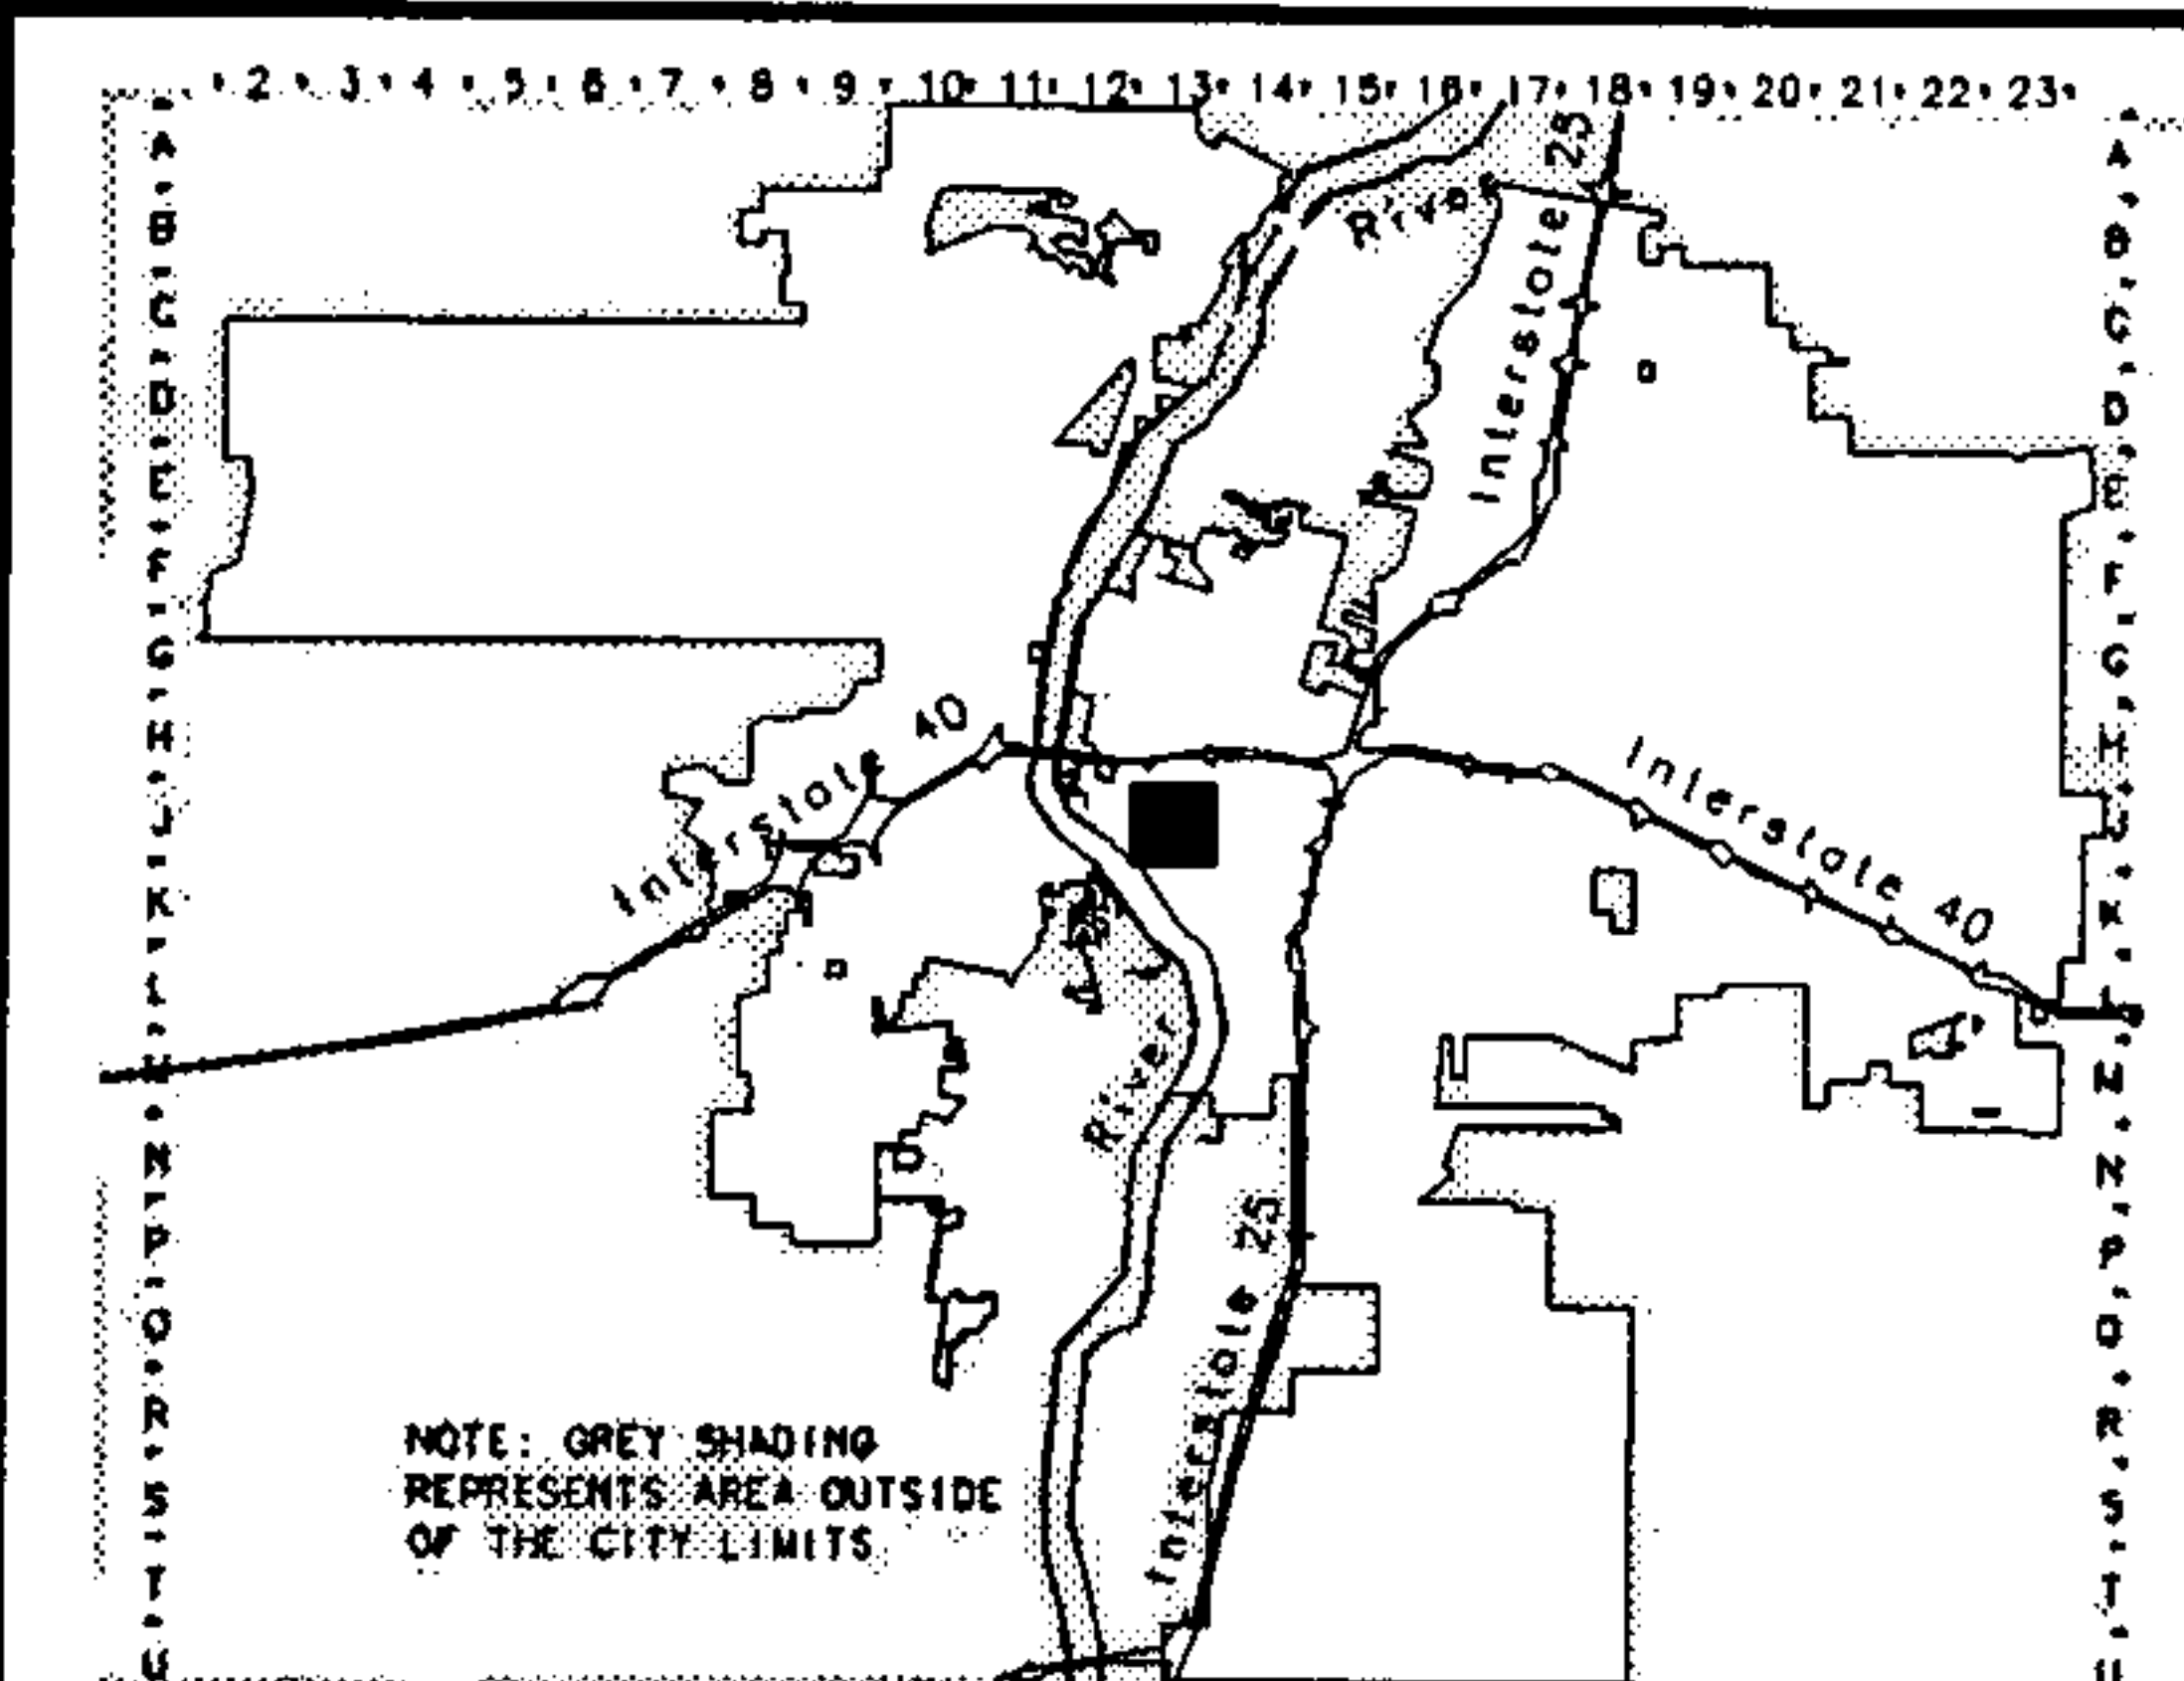 2 3 4 5 6 7 8 9 10 11 12 13 14 15 16 17 18 19 20 21 22 23
A
B
C
D
E
F
G
H
J
K
L
M
N
P
Q
R
S
T
U
River
Interstate 25
Interstate 40
Interstate 40
River
Interstate 25
NOTE: GREY SHADING
REPRESENTS AREA OUTSIDE
OF THE CITY LIMITS
A
B
C
D
E
F
G
H
J
K
L
M
N
P
Q
R
S
T
U